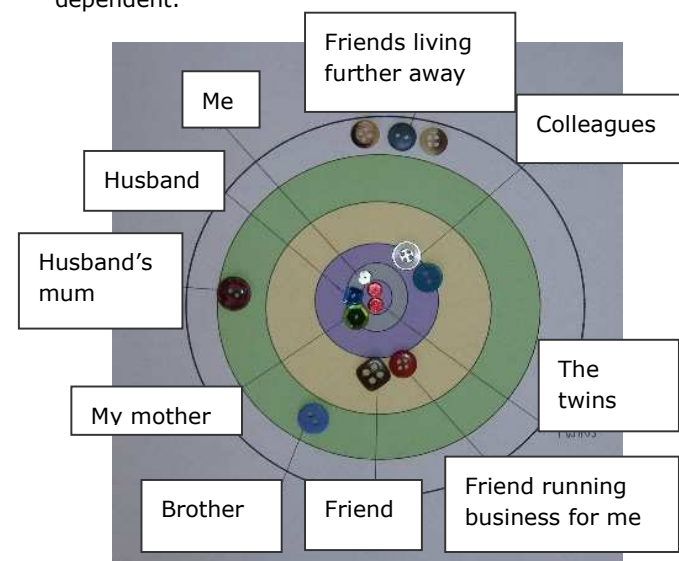 dependent.
Friends living
further away
Me
Colleagues
Husband
Husband's
mum
The
twins
My mother
Brother
Friend
Friend running
business for me